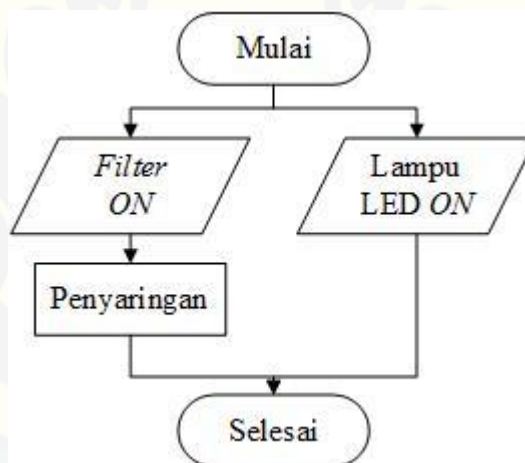 Mulai
Filter
ON
Lampu
LED ON
Penyaringan
Selesai